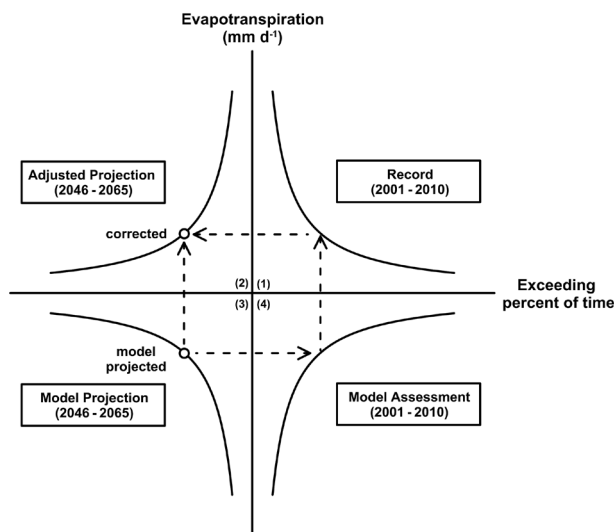 Evapotranspiration
(mm d⁻¹)
Adjusted Projection
(2046 - 2065)
Record
(2001 - 2010)
corrected
(2) (1)
(3) (4)
Exceeding
percent of time
model
projected
Model Projection
(2046 - 2065)
Model Assessment
(2001 - 2010)